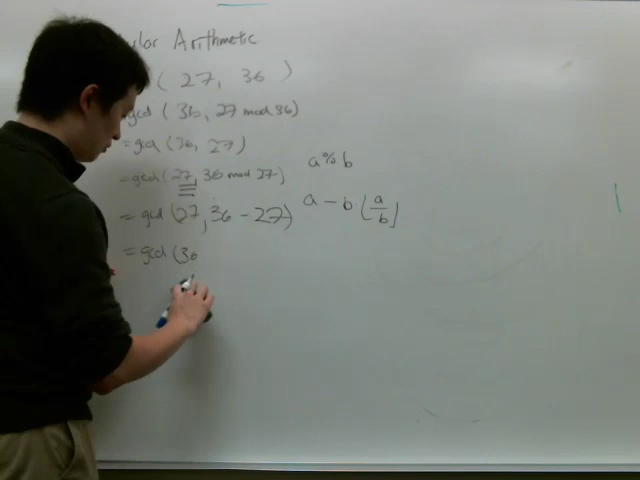 ular Arithmetic
( 27, 36 )
gcd ( 36, 27 mod 36)
= gcd (36, 27)
= gcd (27, 36 mod 27) a % b
= gcd (27, 36 - 27) a - b · ⌊a/b⌋
= gcd (36